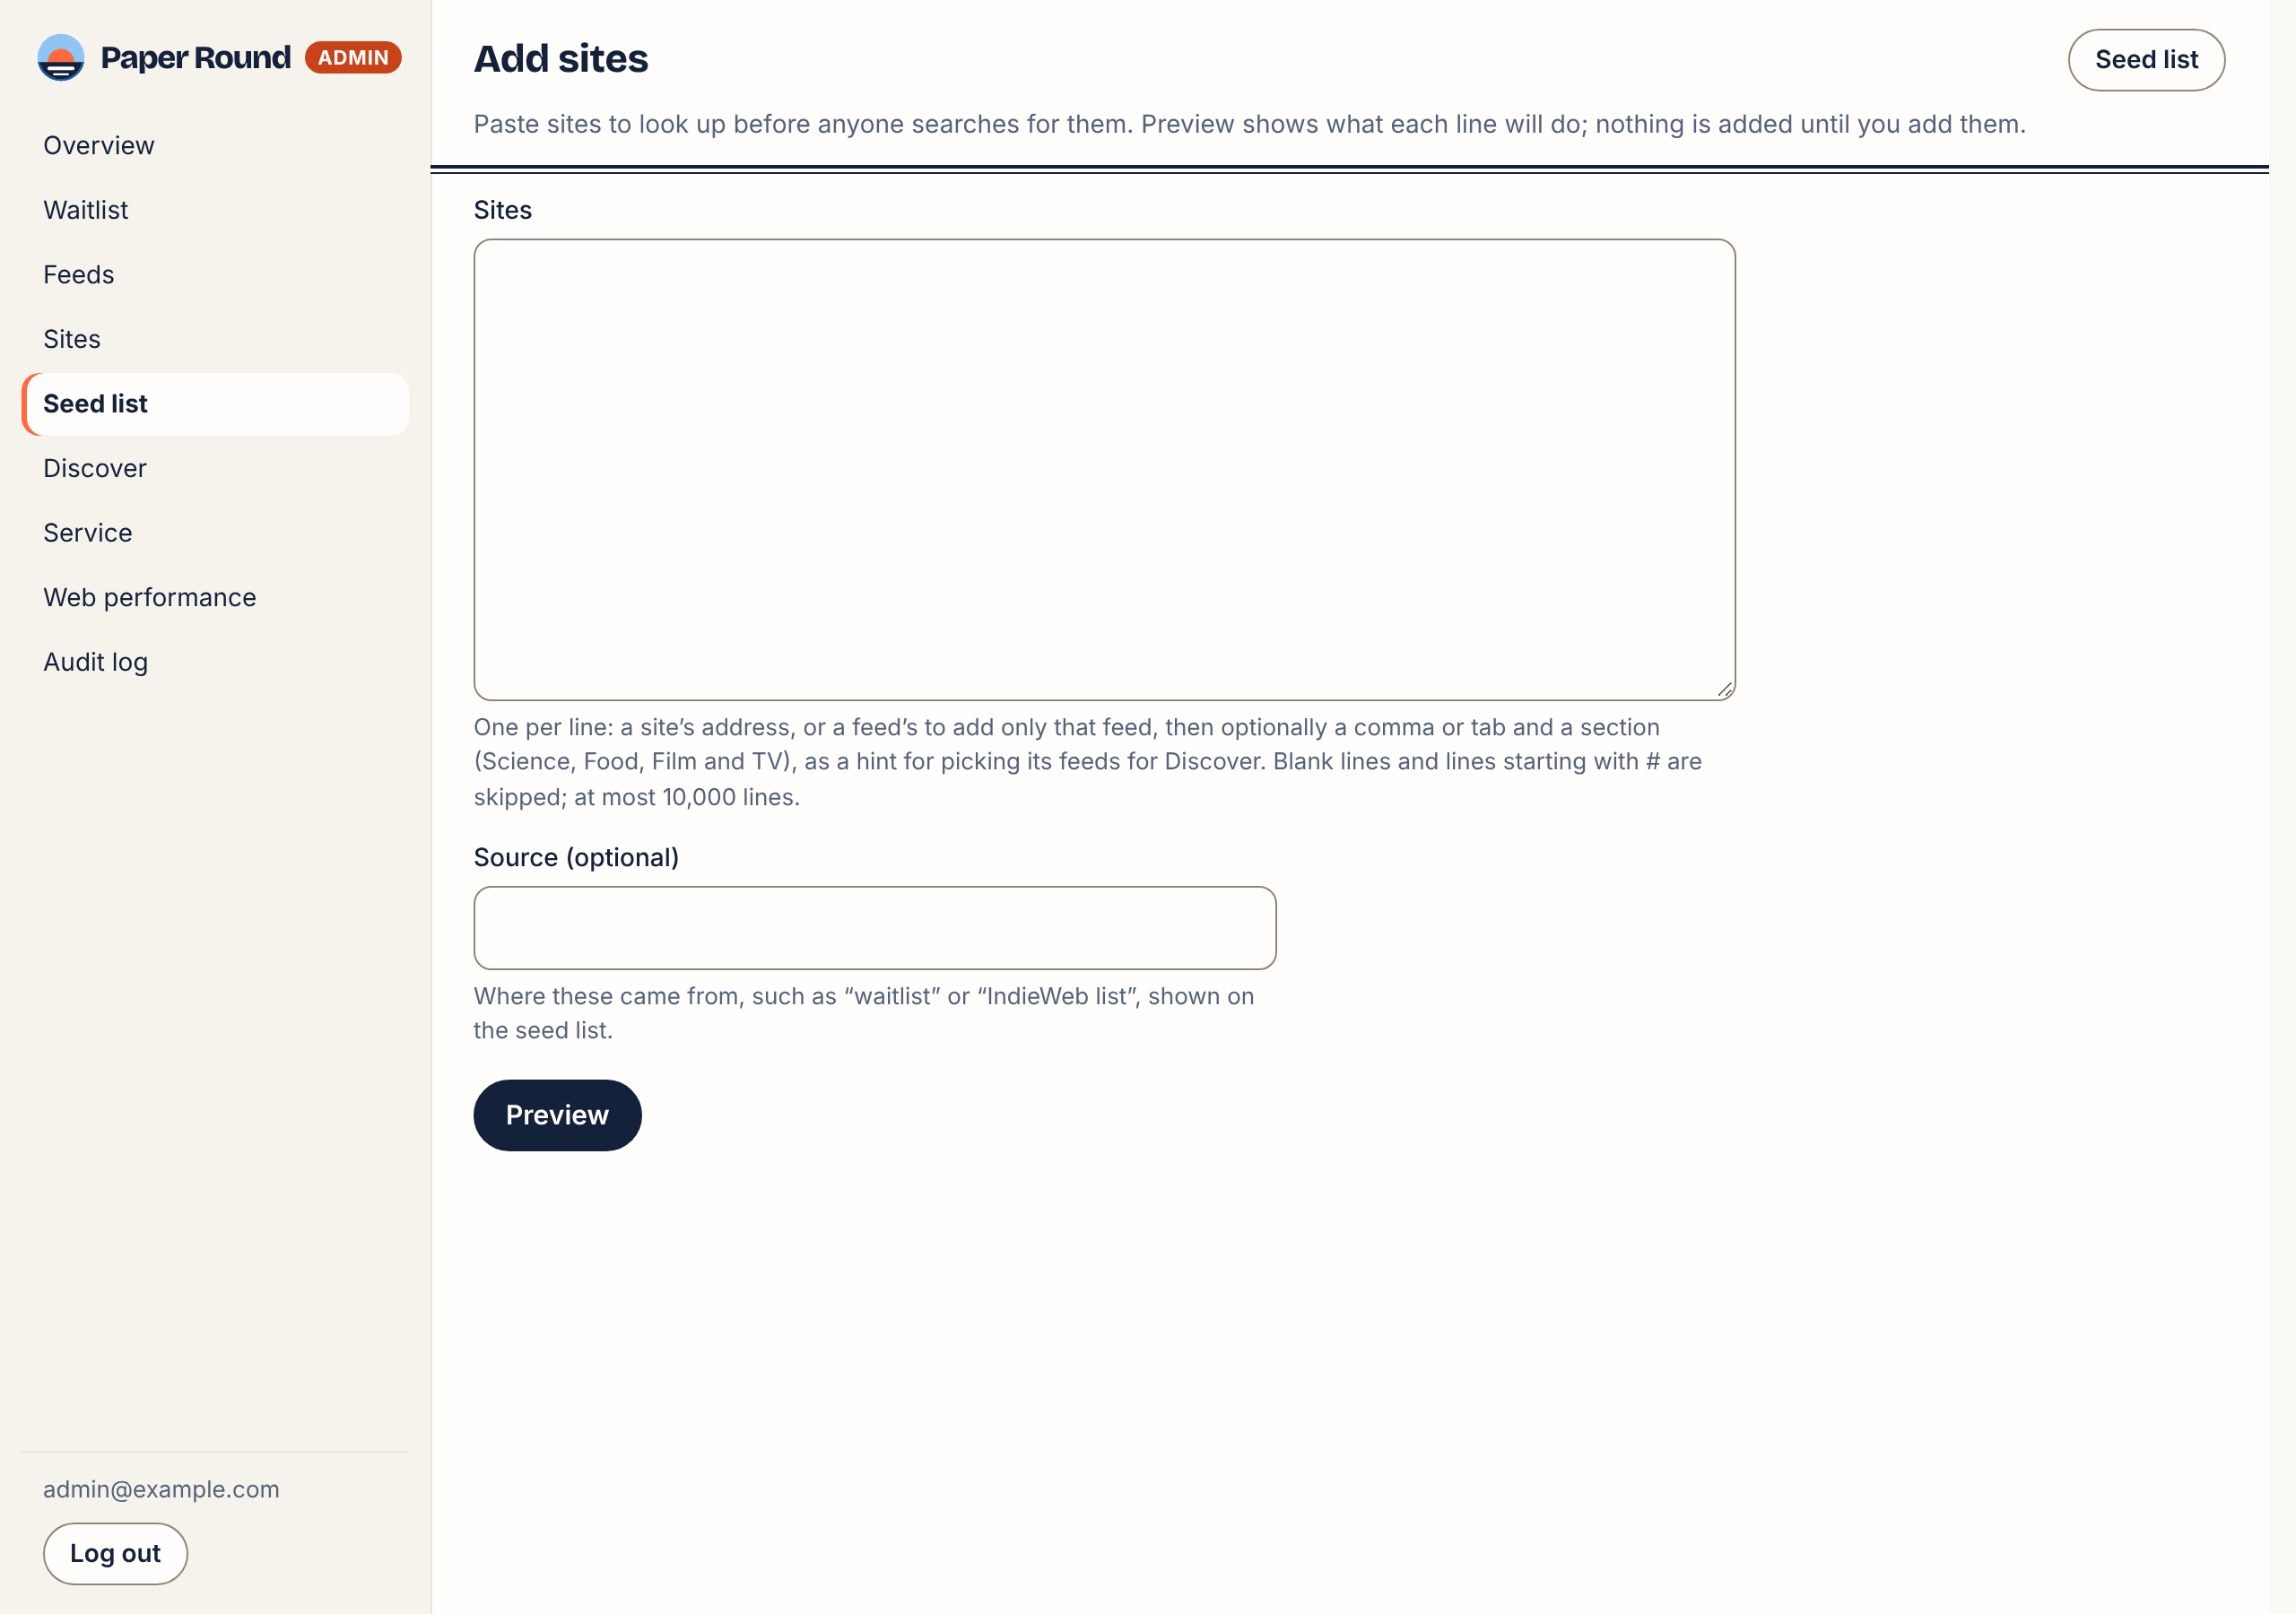 Paper Round ADMIN
Overview
Waitlist
Feeds
Sites
Seed list
Discover
Service
Web performance
Audit log
admin@example.com
Log out
Add sites
Seed list
Paste sites to look up before anyone searches for them. Preview shows what each line will do; nothing is added until you add them.
Sites
One per line: a site’s address, or a feed’s to add only that feed, then optionally a comma or tab and a section
(Science, Food, Film and TV), as a hint for picking its feeds for Discover. Blank lines and lines starting with # are
skipped; at most 10,000 lines.
Source (optional)
Where these came from, such as “waitlist” or “IndieWeb list”, shown on
the seed list.
Preview